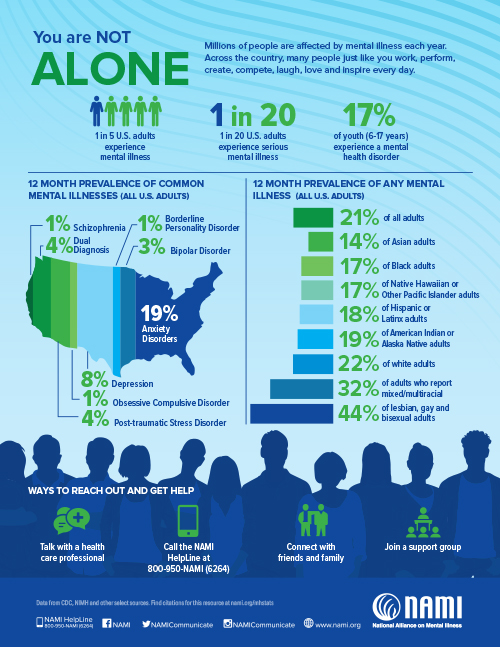 You are NOT
ALONE
Millions of people are affected by mental illness each year.
Across the country, many people just like you work, perform,
create, compete, laugh, love and inspire every day.
1 in 5 U.S. adults
experience
mental illness
1 in 20
1 in 20 U.S. adults
experience serious
mental illness
17%
of youth (6-17 years)
experience a mental
health disorder
12 MONTH PREVALENCE OF COMMON
MENTAL ILLNESSES (ALL U.S. ADULTS)
1% Schizophrenia
4% Dual
Diagnosis
1% Borderline
Personality Disorder
3% Bipolar Disorder
19%
Anxiety
Disorders
8% Depression
1% Obsessive Compulsive Disorder
4% Post-traumatic Stress Disorder
12 MONTH PREVALENCE OF ANY MENTAL
ILLNESS (ALL U.S. ADULTS)
21% of all adults
14% of Asian adults
17% of Black adults
17% of Native Hawaiian or
Other Pacific Islander adults
18% of Hispanic or
Latinx adults
19% of American Indian or
Alaska Native adults
22% of white adults
32% of adults who report
mixed/multiracial
44% of lesbian, gay and
bisexual adults
WAYS TO REACH OUT AND GET HELP
Talk with a health
care professional
Call the NAMI
HelpLine at
800-950-NAMI (6264)
Connect with
friends and family
Join a support group
Data from CDC, NIMH and other select sources. Find citations for this resource at nami.org/mhstats
NAMI HelpLine
800-950-NAMI (6264)
NAMI
NAMICommunicate
NAMICommunicate
www.nami.org
NAMI
National Alliance on Mental Illness